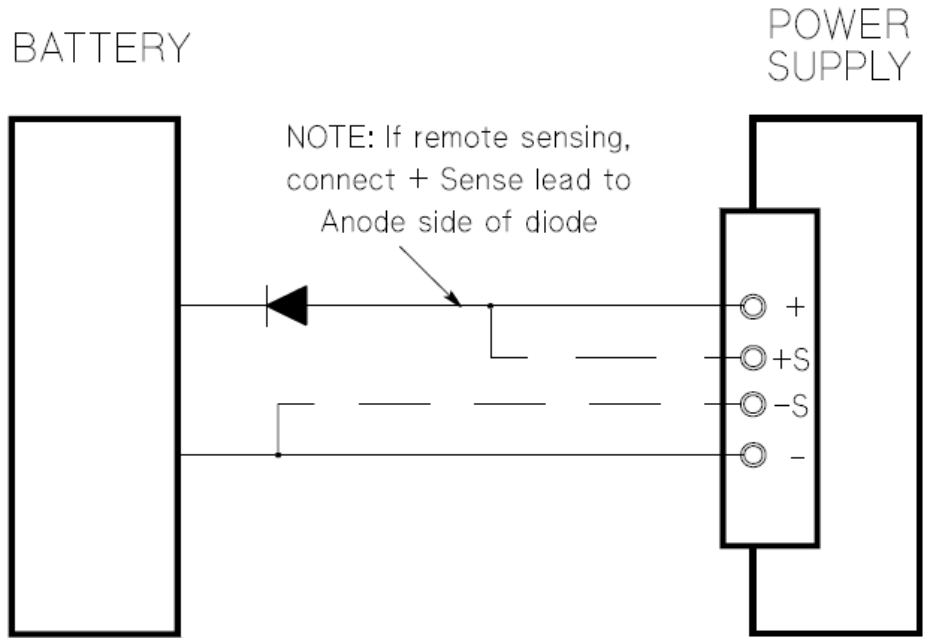 BATTERY
POWER
SUPPLY
NOTE: If remote sensing,
connect + Sense lead to
Anode side of diode
+
+S
-S
-